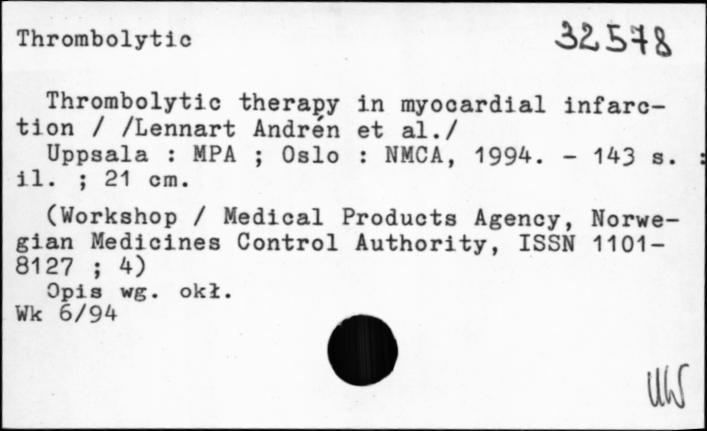 Thrombolytic 32578
Thrombolytic therapy in myocardial infarc-
tion / /Lennart Andrén et al./
Uppsala : MPA ; Oslo : NMCA, 1994. - 143 s. :
il. ; 21 cm.
(Workshop / Medical Products Agency, Norwe-
gian Medicines Control Authority, ISSN 1101-
8127 ; 4)
Opis wg. okł.
Wk 6/94
UW